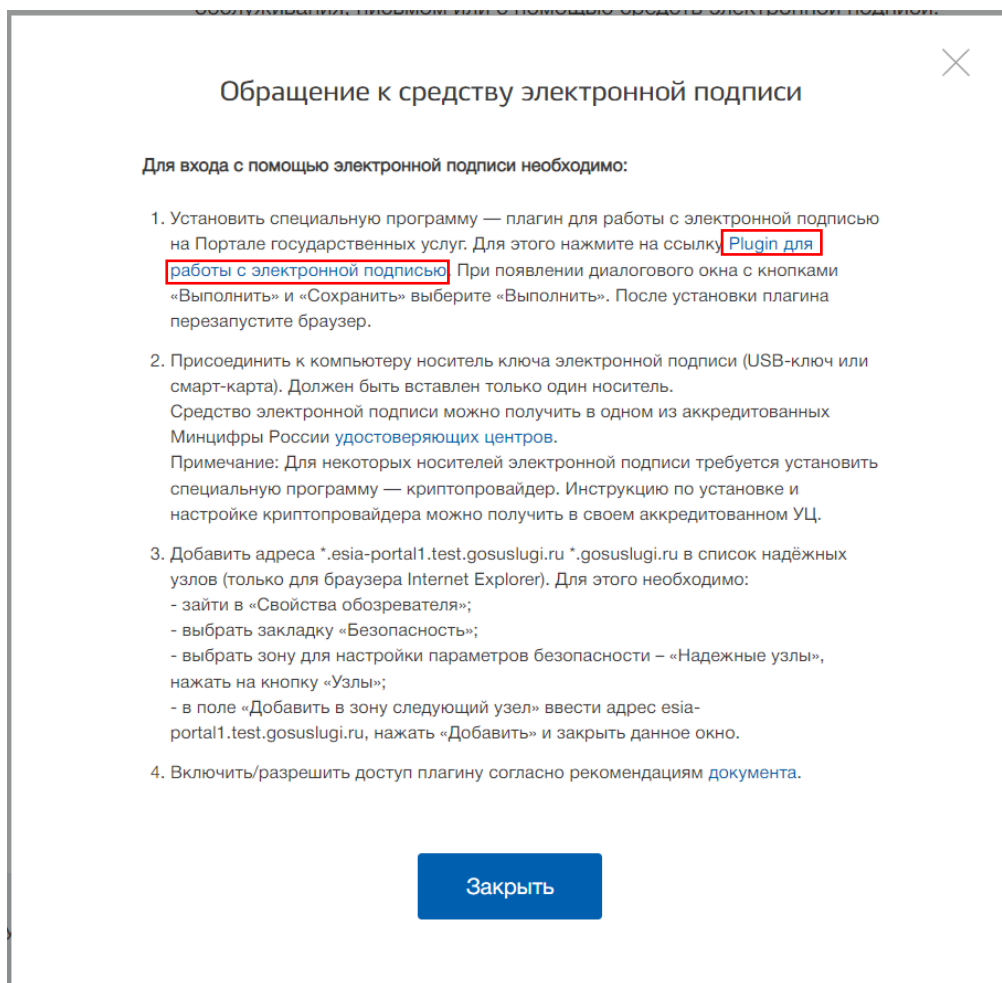 обслуживания, письмом или с помощью средств электронной подписи.
Обращение к средству электронной подписи
Для входа с помощью электронной подписи необходимо:
1. Установить специальную программу — плагин для работы с электронной подписью
на Портале государственных услуг. Для этого нажмите на ссылку Plugin для
работы с электронной подписью. При появлении диалогового окна с кнопками
«Выполнить» и «Сохранить» выберите «Выполнить». После установки плагина
перезапустите браузер.
2. Присоединить к компьютеру носитель ключа электронной подписи (USB-ключ или
смарт-карта). Должен быть вставлен только один носитель.
Средство электронной подписи можно получить в одном из аккредитованных
Минцифры России удостоверяющих центров.
Примечание: Для некоторых носителей электронной подписи требуется установить
специальную программу — криптопровайдер. Инструкцию по установке и
настройке криптопровайдера можно получить в своем аккредитованном УЦ.
3. Добавить адреса *.esia-portal1.test.gosuslugi.ru *.gosuslugi.ru в список надёжных
узлов (только для браузера Internet Explorer). Для этого необходимо:
- зайти в «Свойства обозревателя»;
- выбрать закладку «Безопасность»;
- выбрать зону для настройки параметров безопасности – «Надежные узлы»,
нажать на кнопку «Узлы»;
- в поле «Добавить в зону следующий узел» ввести адрес esia-
portal1.test.gosuslugi.ru, нажать «Добавить» и закрыть данное окно.
4. Включить/разрешить доступ плагину согласно рекомендациям документа.
Закрыть